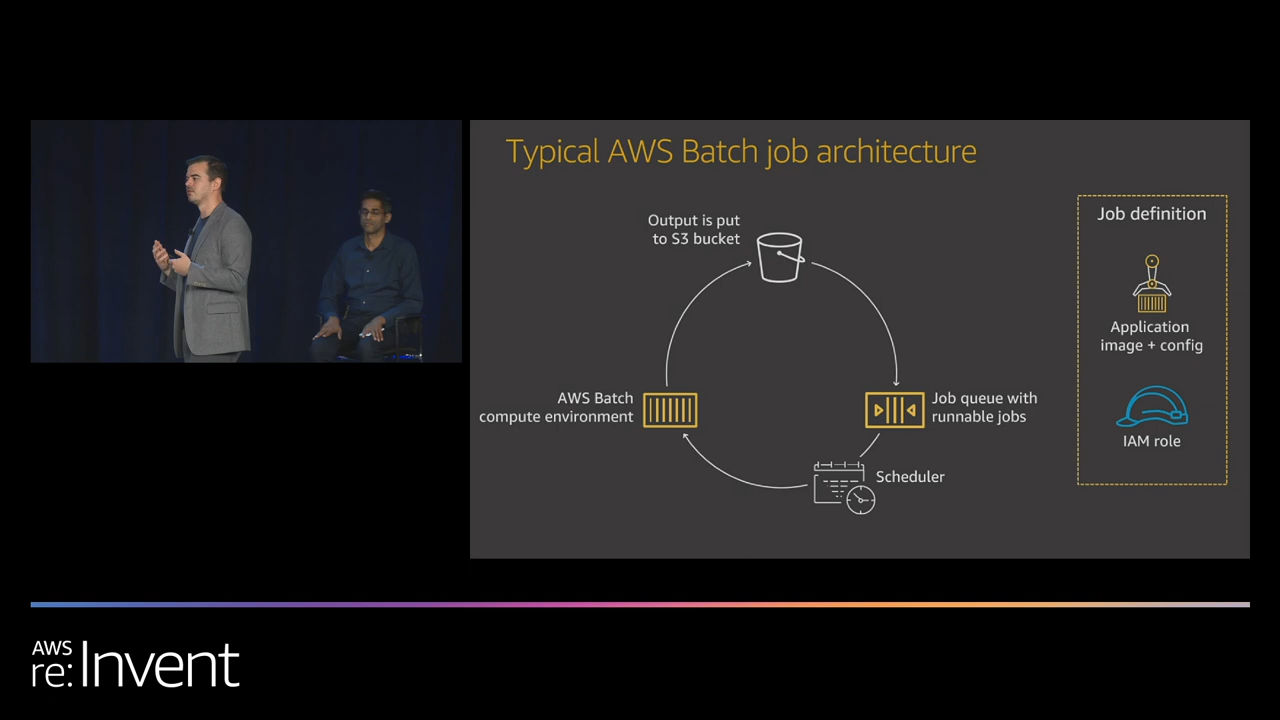 Typical AWS Batch job architecture
Output is put
to S3 bucket
AWS Batch
compute environment
Job queue with
runnable jobs
Scheduler
Job definition
Application
image + config
IAM role
AWS
re:Invent